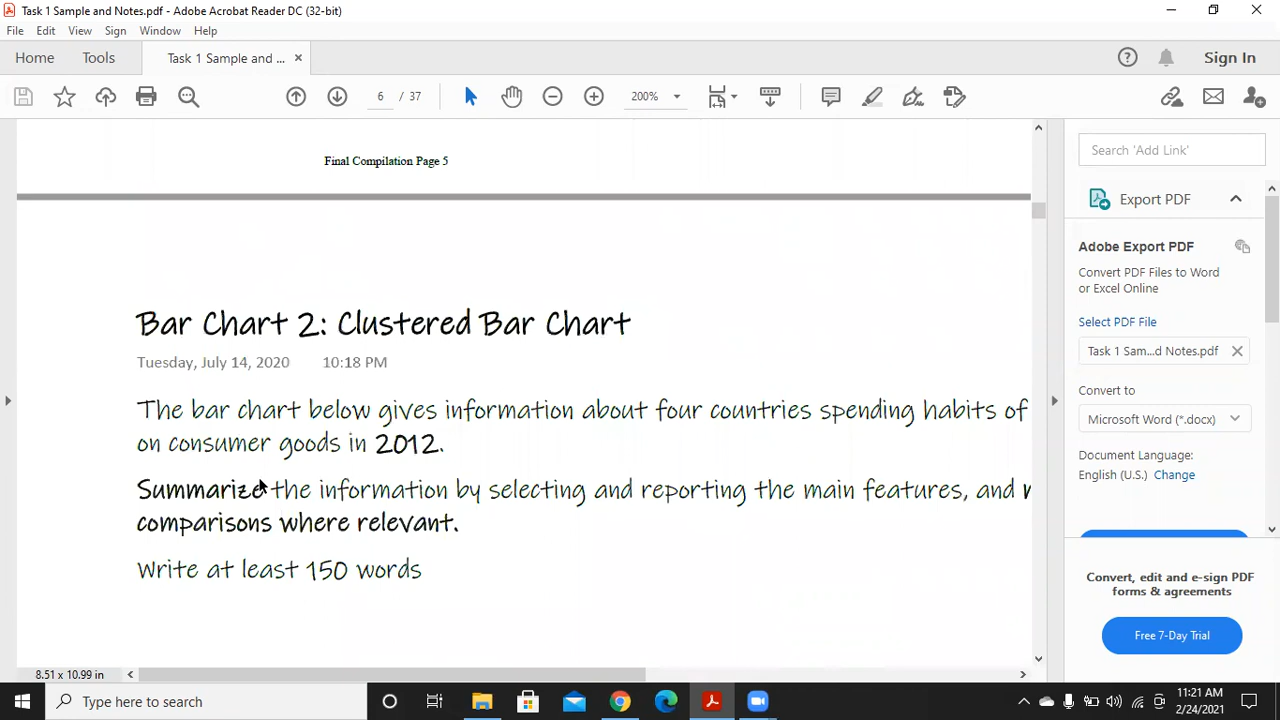 Task 1 Sample and Notes.pdf - Adobe Acrobat Reader DC (32-bit)
File Edit View Sign Window Help
Home Tools Task 1 Sample and ... Sign In
6 / 37 200%
Final Compilation Page 5
Bar Chart 2: Clustered Bar Chart
Tuesday, July 14, 2020 10:18 PM
The bar chart below gives information about four countries spending habits of
on consumer goods in 2012.
Summarize the information by selecting and reporting the main features, and
comparisons where relevant.
Write at least 150 words
8.51 x 10.99 in
Search 'Add Link'
Export PDF
Adobe Export PDF
Convert PDF Files to Word
or Excel Online
Select PDF File
Task 1 Sam...d Notes.pdf
Convert to
Microsoft Word (*.docx)
Document Language:
English (U.S.) Change
Convert, edit and e-sign PDF
forms & agreements
Free 7-Day Trial
Type here to search
11:21 AM
2/24/2021